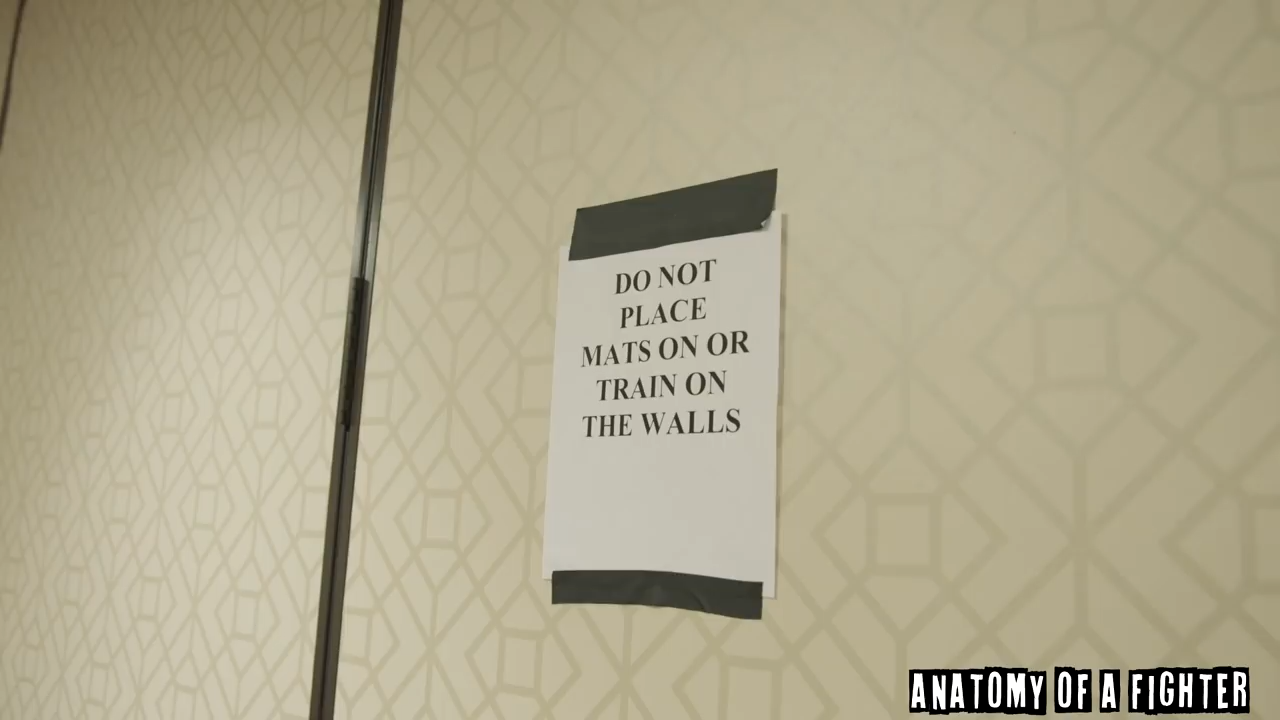 DO NOT
PLACE
MATS ON OR
TRAIN ON
THE WALLS
ANATOMY OF A FIGHTER